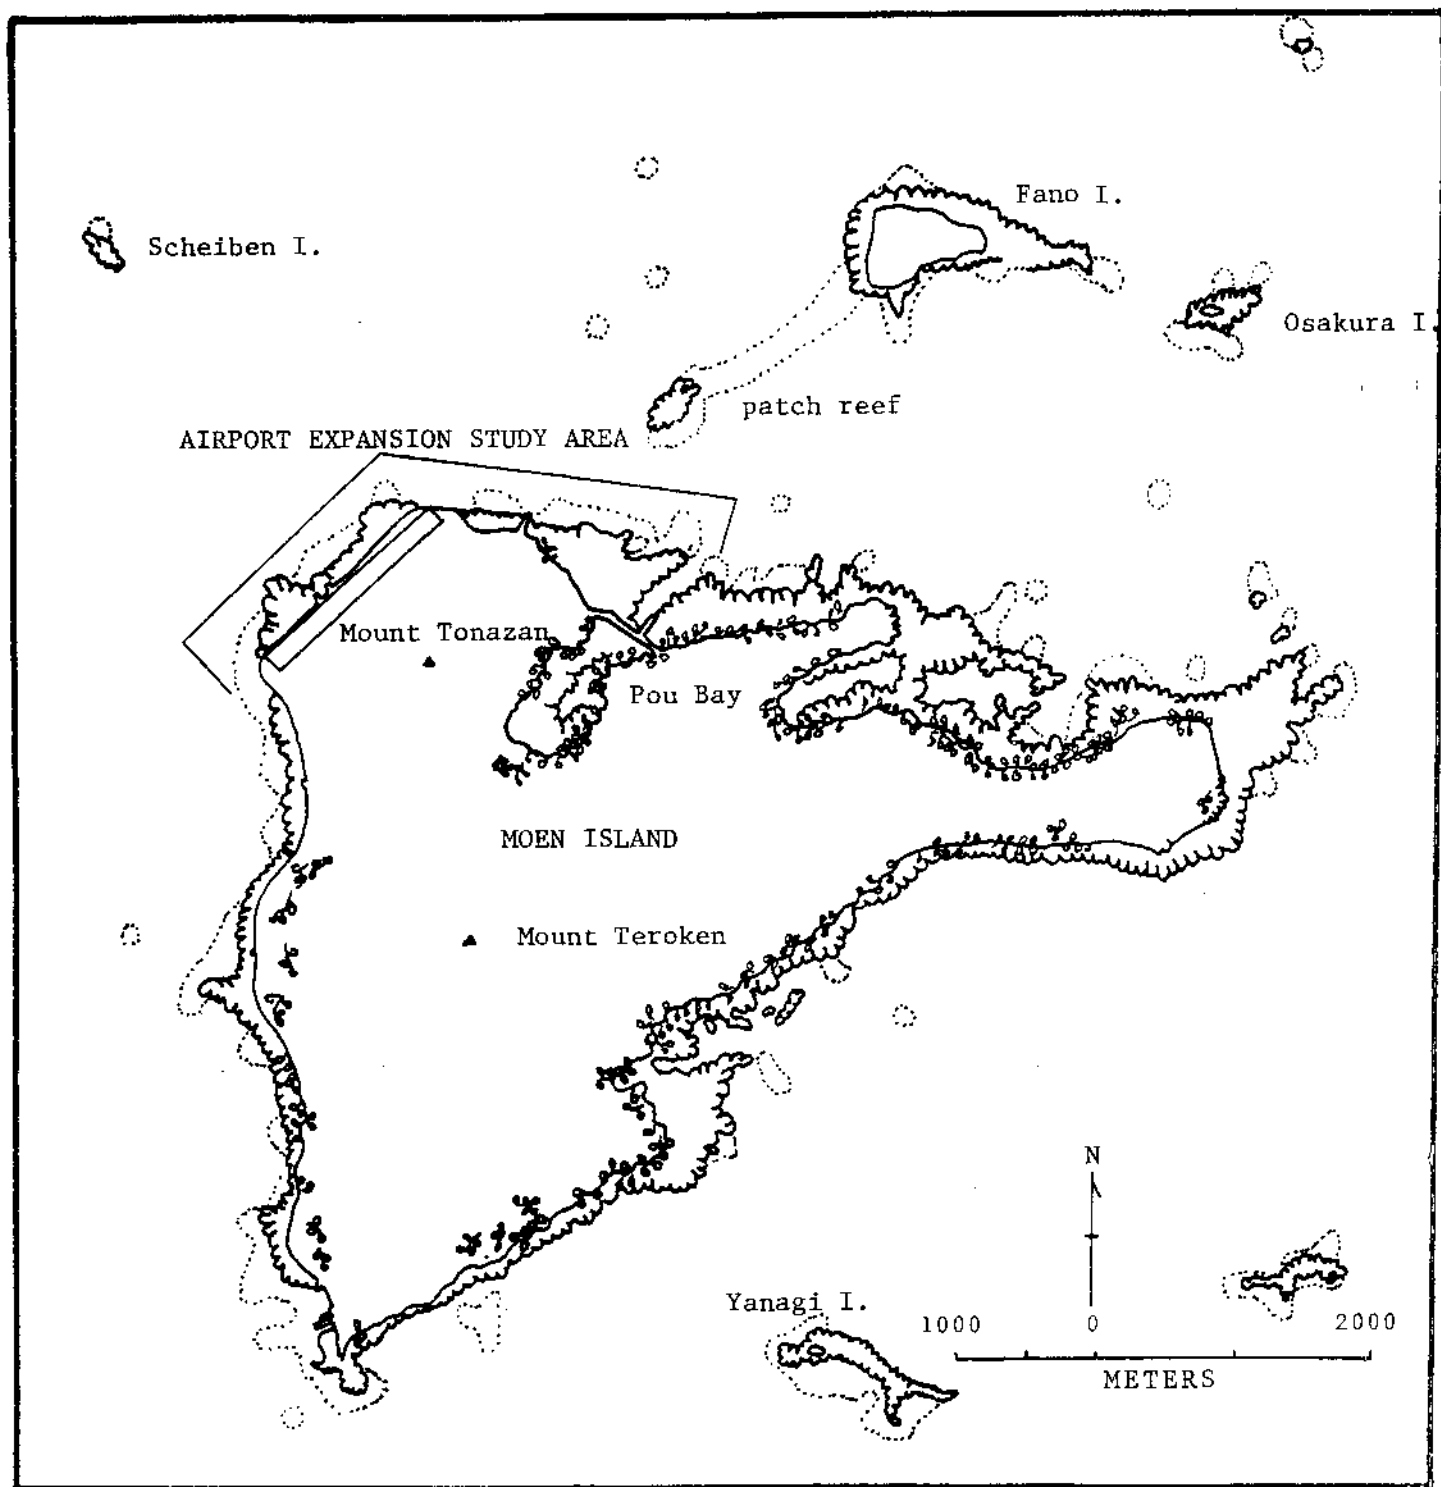 Fano I.
Scheiben I.
Osakura I.
patch reef
AIRPORT EXPANSION STUDY AREA
Mount Tonazan
Pou Bay
MOEN ISLAND
Mount Teroken
N
Yanagi I.
1000 0 2000
METERS